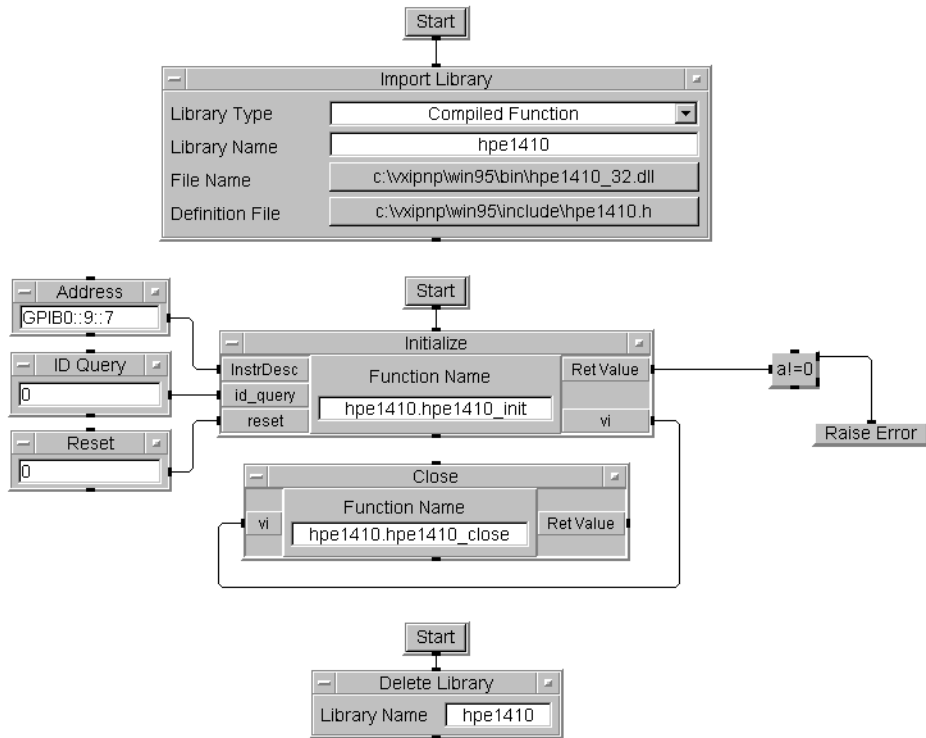 Start
Import Library
Library Type Compiled Function
Library Name hpe1410
File Name c:\vxipnp\win95\bin\hpe1410_32.dll
Definition File c:\vxipnp\win95\include\hpe1410.h
Start
Address
GPIB0::9::7
ID Query
0
Reset
0
Initialize
InstrDesc
id_query
reset
Function Name
hpe1410.hpe1410_init
Ret Value
vi
a!=0
Raise Error
Close
vi
Function Name
hpe1410.hpe1410_close
Ret Value
Start
Delete Library
Library Name hpe1410